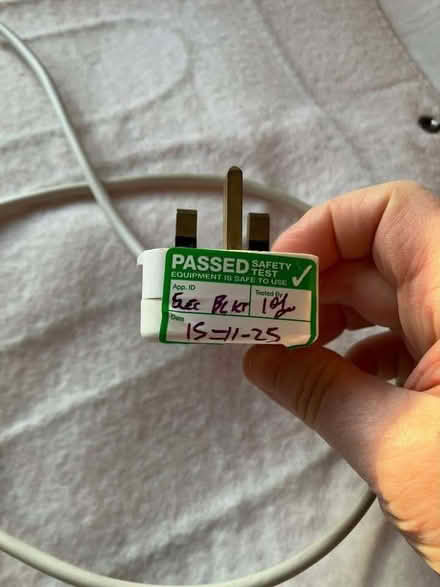 PASSED SAFETY TEST ✓
EQUIPMENT IS SAFE TO USE
App. ID
Tested By
ELEC BLKT
Date
15-11-25